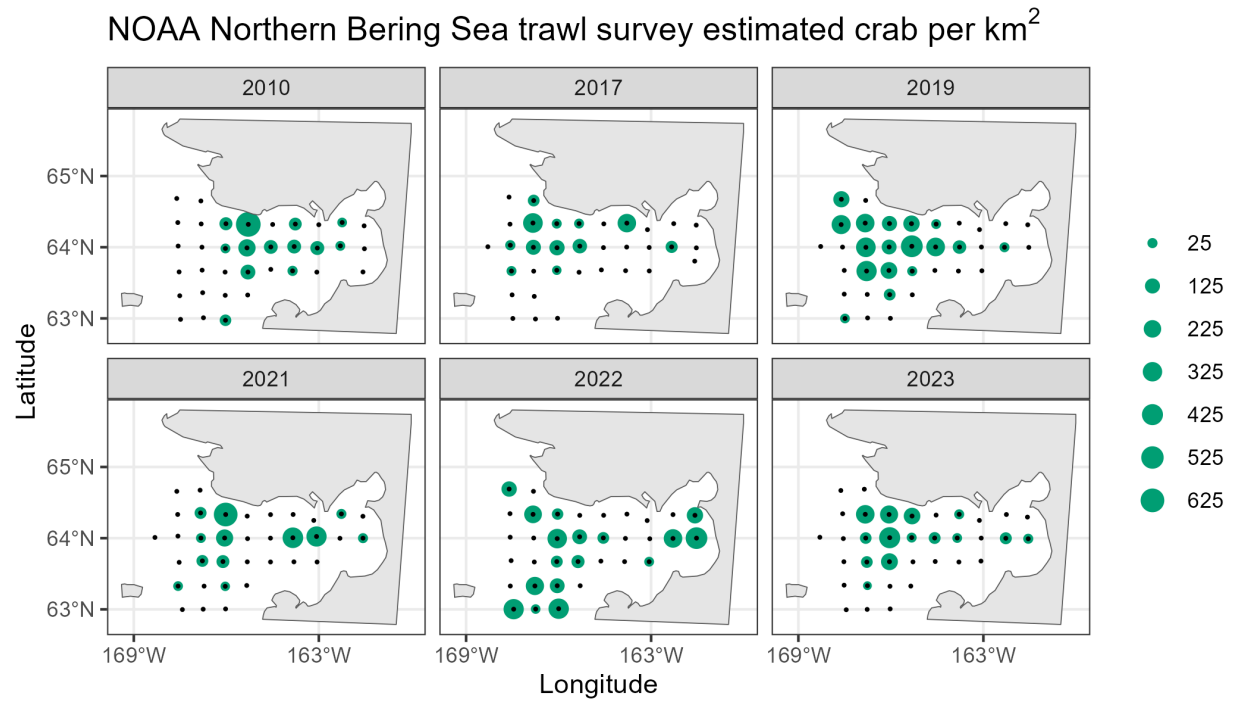 NOAA Northern Bering Sea trawl survey estimated crab per km²
2010
2017
2019
65°N
64°N
63°N
2021
2022
2023
65°N
64°N
63°N
169°W
163°W
169°W
163°W
169°W
163°W
Longitude
Latitude
25
125
225
325
425
525
625